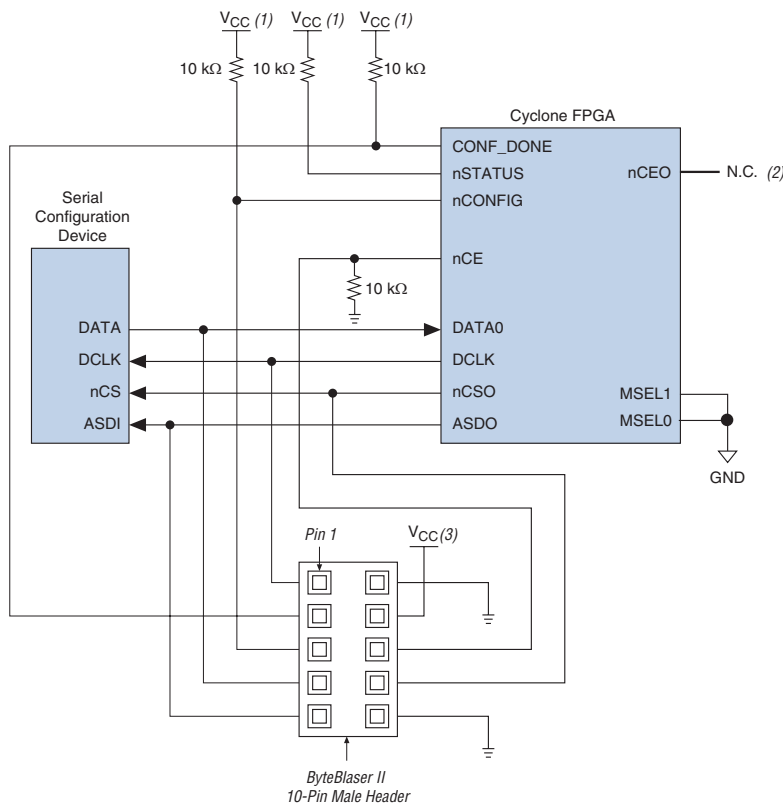 VCC (1) VCC (1) VCC (1)
10 kΩ 10 kΩ 10 kΩ
Cyclone FPGA
CONF_DONE
nSTATUS
nCONFIG
nCE
DATA0
DCLK
nCSO
ASDO
nCEO
N.C. (2)
MSEL1
MSEL0
GND
10 kΩ
Serial
Configuration
Device
DATA
DCLK
nCS
ASDI
Pin 1
VCC (3)
ByteBlaser II
10-Pin Male Header